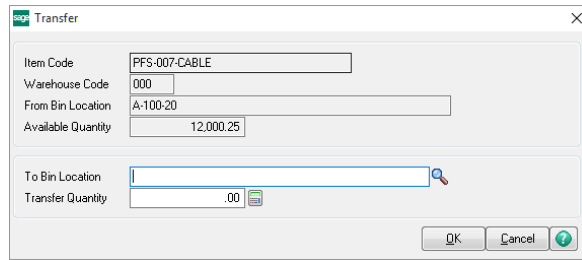 sage Transfer
Item Code PFS-007-CABLE
Warehouse Code 000
From Bin Location A-100-20
Available Quantity 12,000.25
To Bin Location
Transfer Quantity .00
OK Cancel ?